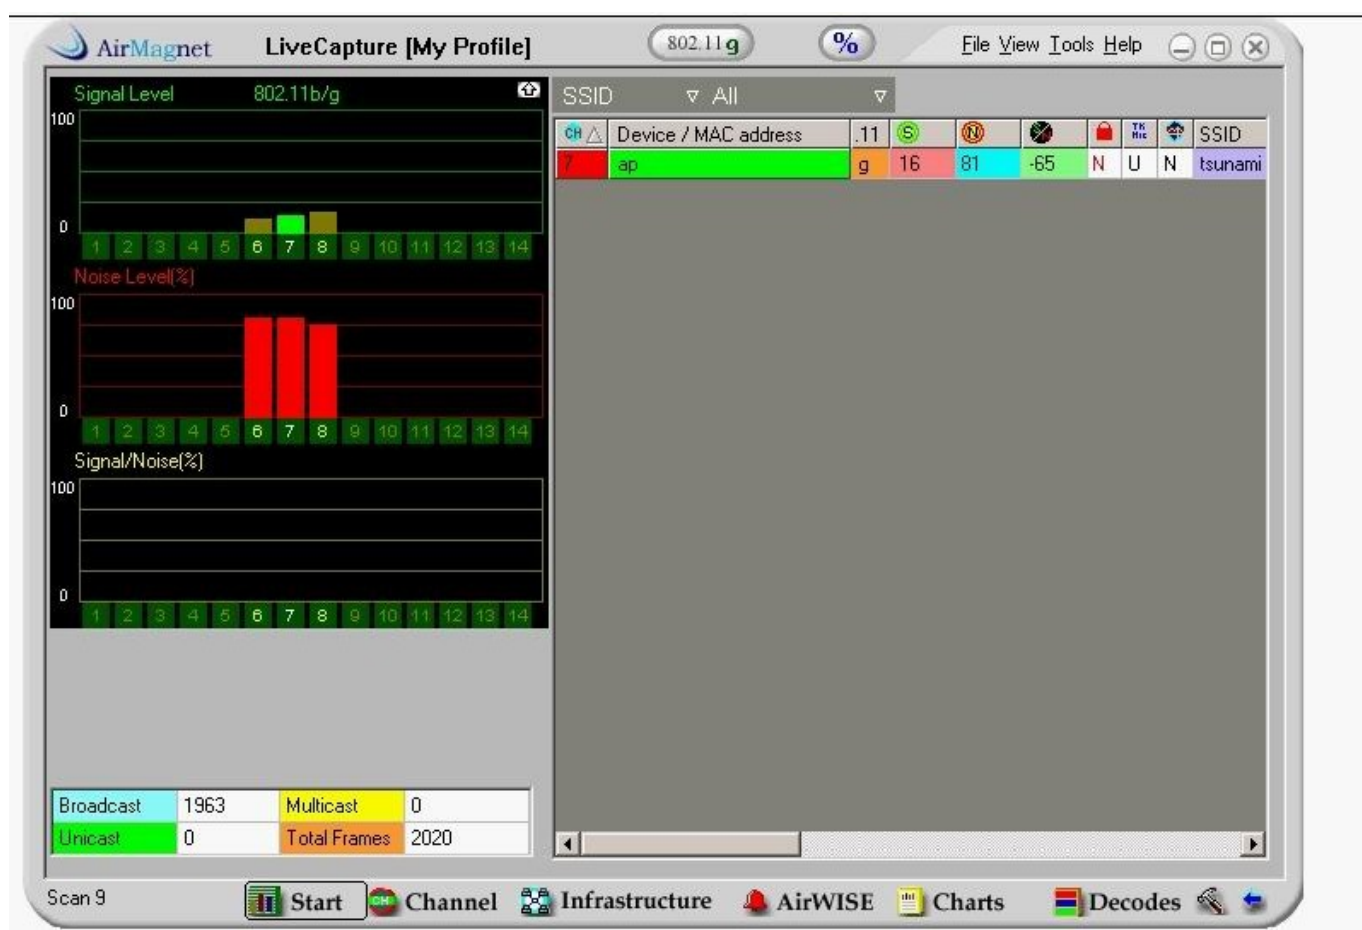 AirMagnet LiveCapture [My Profile] 802.11g % File View Tools Help
Signal Level 802.11b/g
100
0
1 2 3 4 5 6 7 8 9 10 11 12 13 14
Noise Level(%)
100
0
1 2 3 4 5 6 7 8 9 10 11 12 13 14
Signal/Noise(%)
100
0
1 2 3 4 5 6 7 8 9 10 11 12 13 14
Broadcast 1963 Multicast 0
Unicast 0 Total Frames 2020
SSID All
CH Device / MAC address .11 S N TK MIC SSID
7 ap g 16 81 -65 N U N tsunami
Scan 9 Start CH Channel Infrastructure AirWISE Charts Decodes